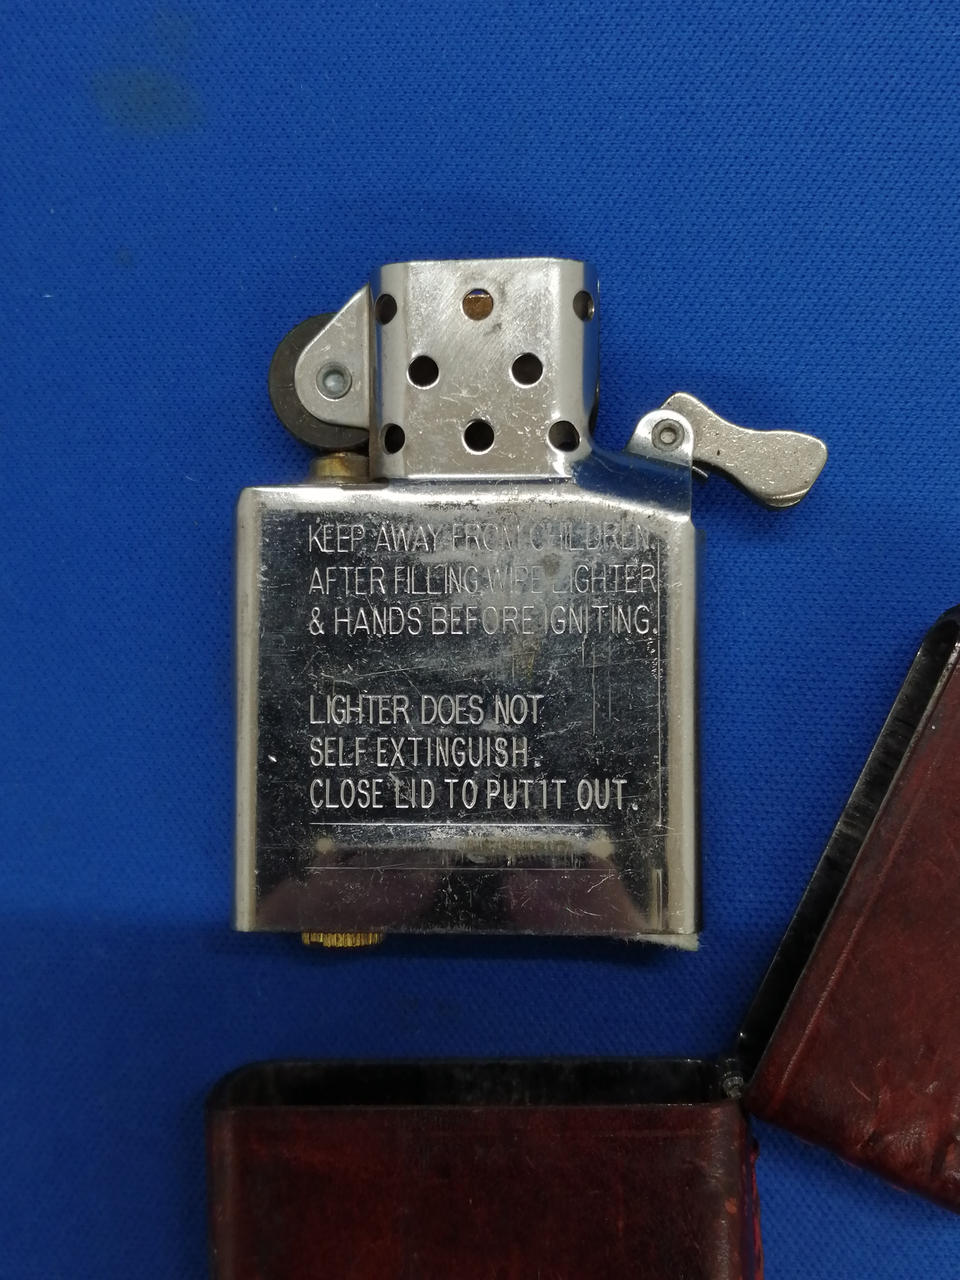 KEEP AWAY FROM CHILDREN
AFTER FILLING WIPE LIGHTER
& HANDS BEFORE IGNITING.
LIGHTER DOES NOT
SELF EXTINGUISH.
CLOSE LID TO PUT IT OUT.